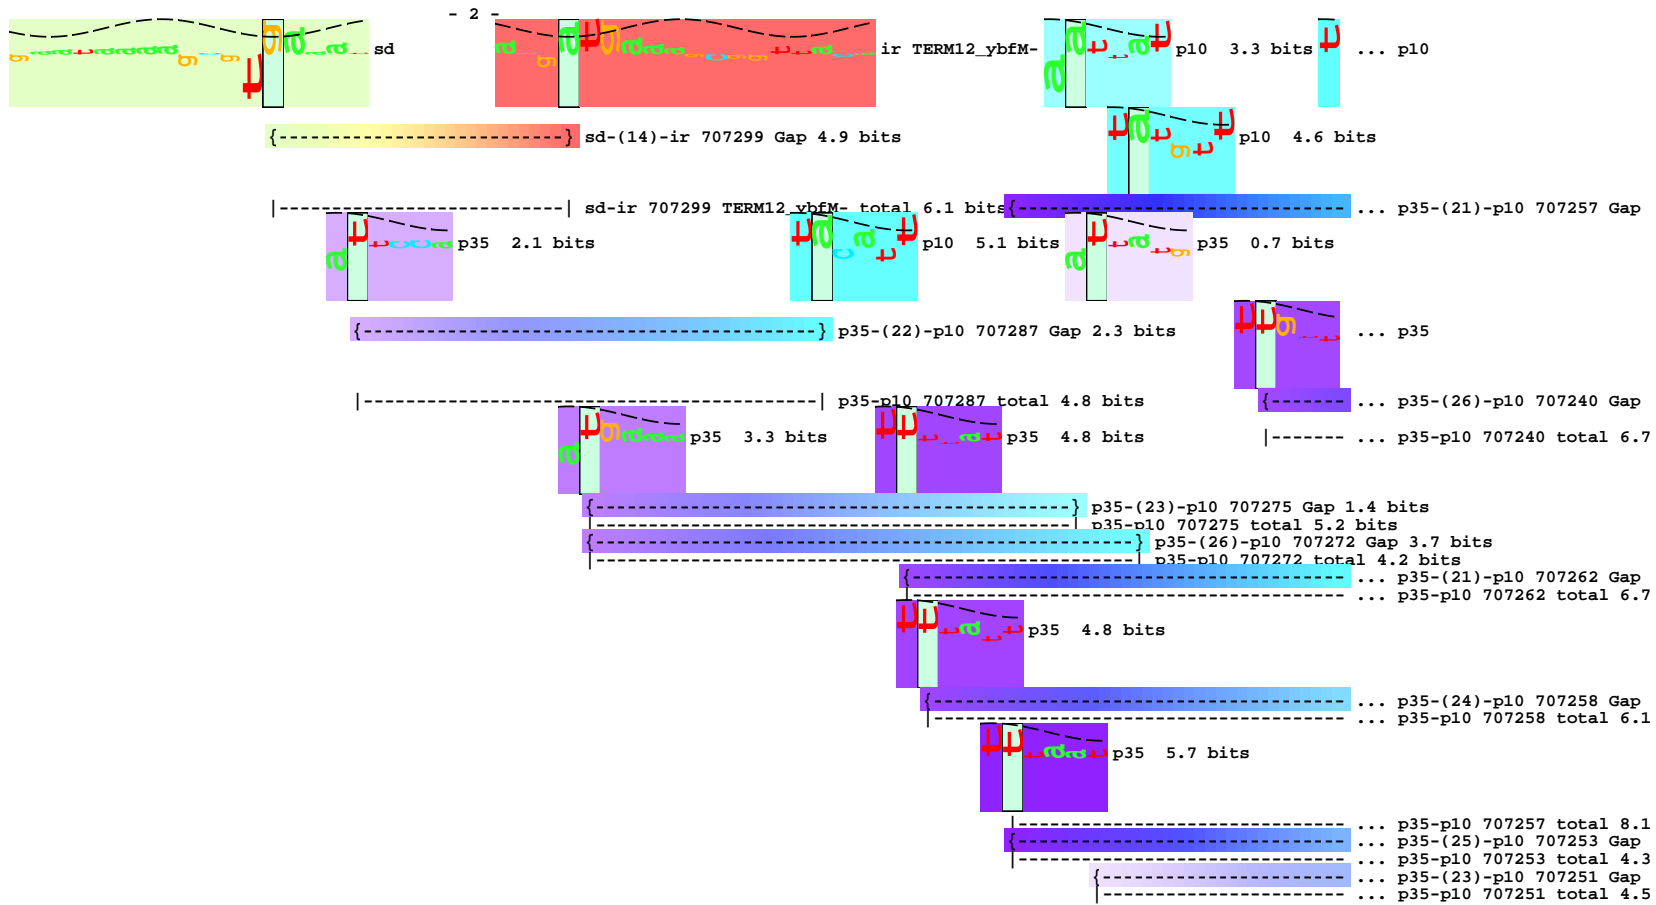 - 2 -
sd
ir TERM12_ybfM-
p10 3.3 bits
... p10
{---------------------------} sd-(14)-ir 707299 Gap 4.9 bits
p10 4.6 bits
|---------------------------| sd-ir 707299 TERM12_ybfM- total 6.1 bits
... p35-(21)-p10 707257 Gap
p35 2.1 bits
p10 5.1 bits
p35 0.7 bits
{-------------------------------------------} p35-(22)-p10 707287 Gap 2.3 bits
... p35
|-------------------------------------------| p35-p10 707287 total 4.8 bits
... p35-(26)-p10 707240 Gap
p35 3.3 bits
p35 4.8 bits
... p35-p10 707240 total 6.7
p35-(23)-p10 707275 Gap 1.4 bits
p35-p10 707275 total 5.2 bits
p35-(26)-p10 707272 Gap 3.7 bits
p35-p10 707272 total 4.2 bits
... p35-(21)-p10 707262 Gap
... p35-p10 707262 total 6.7
p35 4.8 bits
... p35-(24)-p10 707258 Gap
... p35-p10 707258 total 6.1
p35 5.7 bits
... p35-p10 707257 total 8.1
... p35-(25)-p10 707253 Gap
... p35-p10 707253 total 4.3
... p35-(23)-p10 707251 Gap
... p35-p10 707251 total 4.5